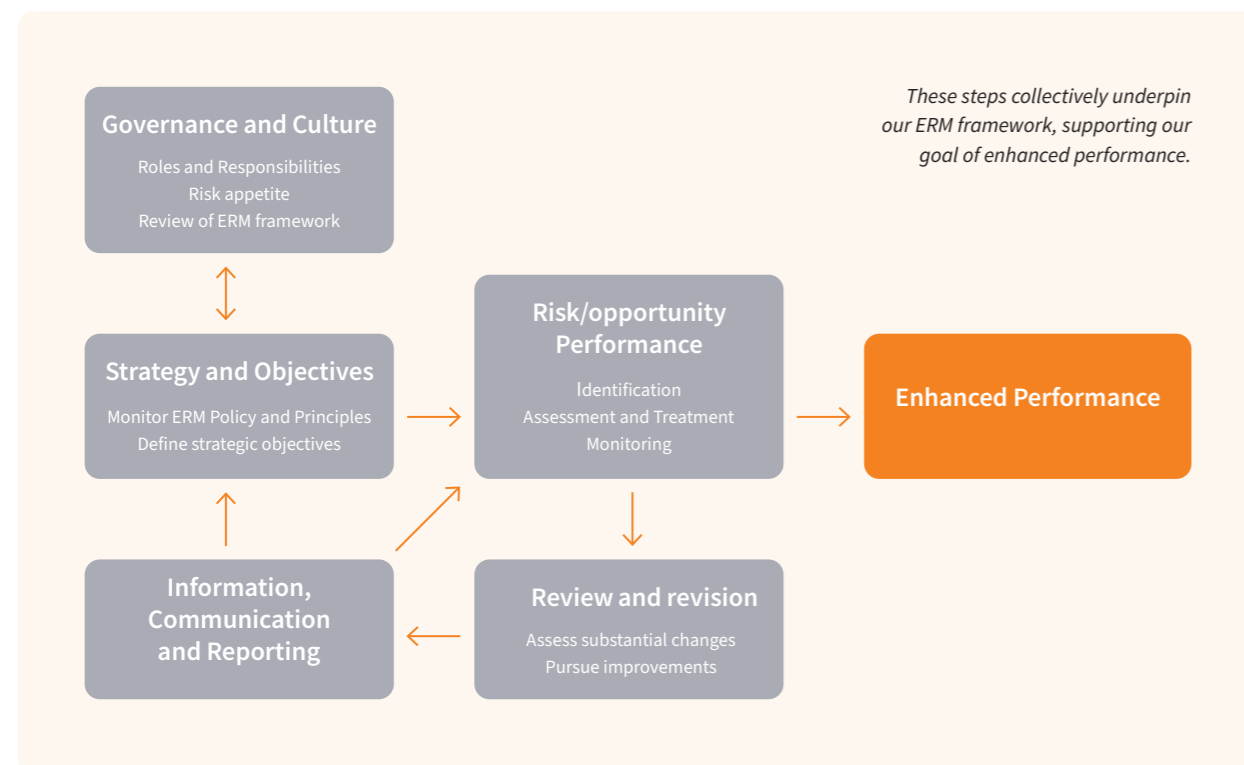 These steps collectively underpin
our ERM framework, supporting our
goal of enhanced performance.
Governance and Culture
Roles and Responsibilities
Risk appetite
Review of ERM framework
Strategy and Objectives
Monitor ERM Policy and Principles
Define strategic objectives
Risk/opportunity
Performance
Identification
Assessment and Treatment
Monitoring
Enhanced Performance
Information,
Communication
and Reporting
Review and revision
Assess substantial changes
Pursue improvements